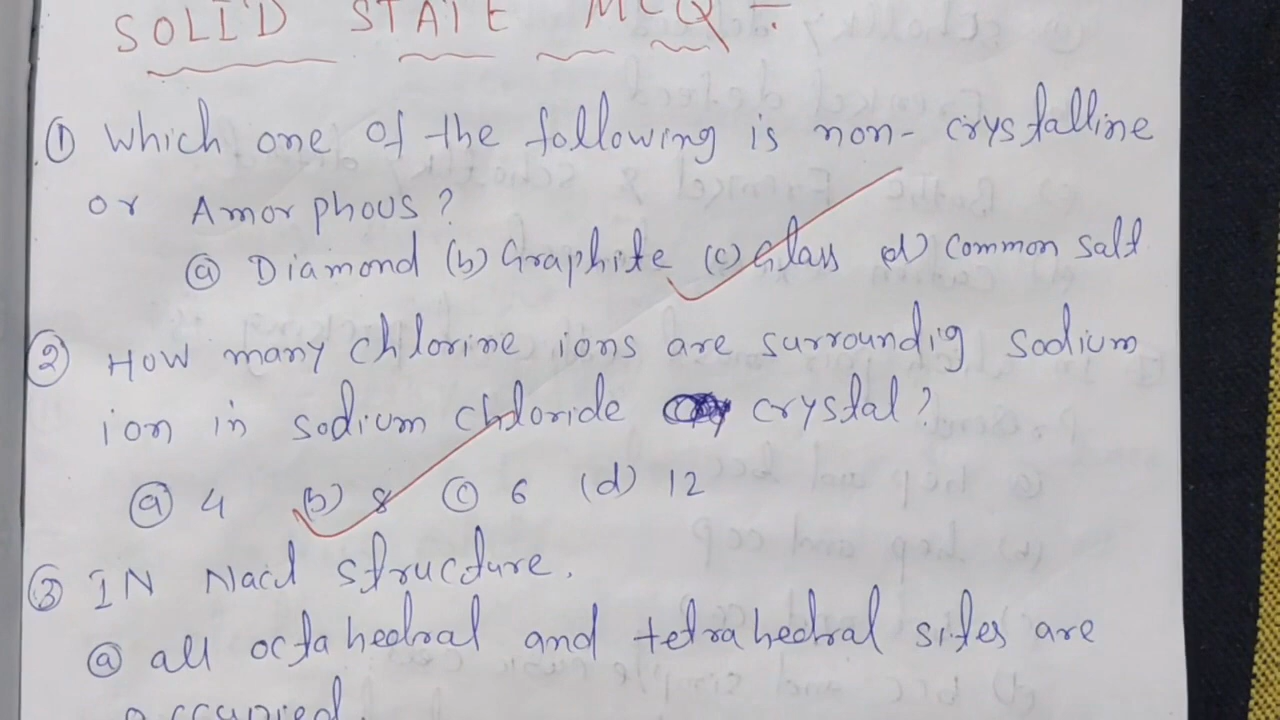 SOLID STATE MCQ :-
① Which one of the following is non-crystalline
or Amorphous?
ⓐ Diamond (b) Graphite (c) Glass d) Common salt
② How many chlorine ions are surroundig sodium
ion in sodium chloride crystal?
ⓐ 4 (b) 8 ⓒ 6 (d) 12
③ IN Nacl structure.
ⓐ all octahedral and tetrahedral sites are
occupied.